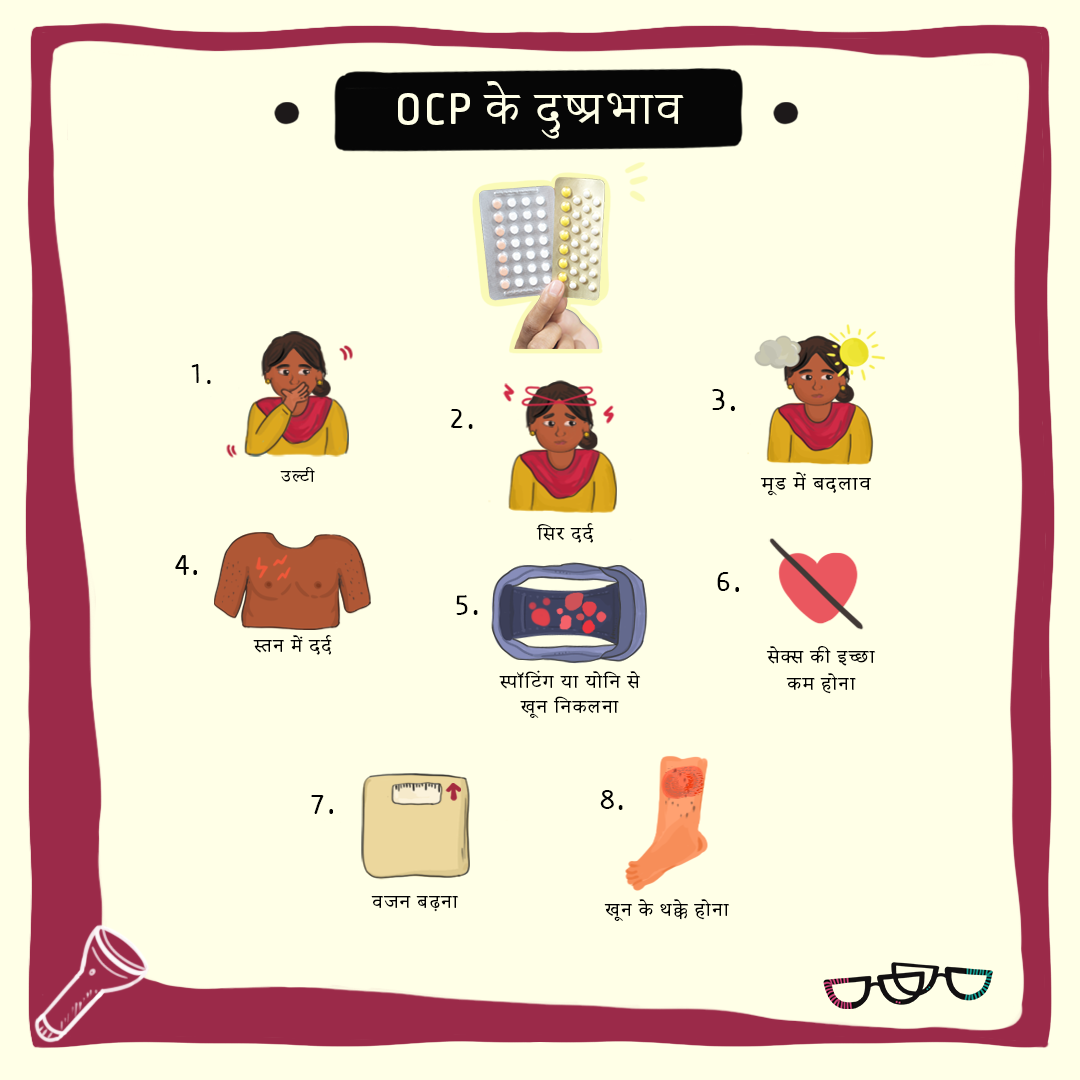 OCP के दुष्प्रभाव
1.
उल्टी
2.
सिर दर्द
3.
मूड में बदलाव
4.
स्तन में दर्द
5.
स्पॉटिंग या योनि से
खून निकलना
6.
सेक्स की इच्छा
कम होना
7.
वजन बढ़ना
8.
खून के थक्के होना